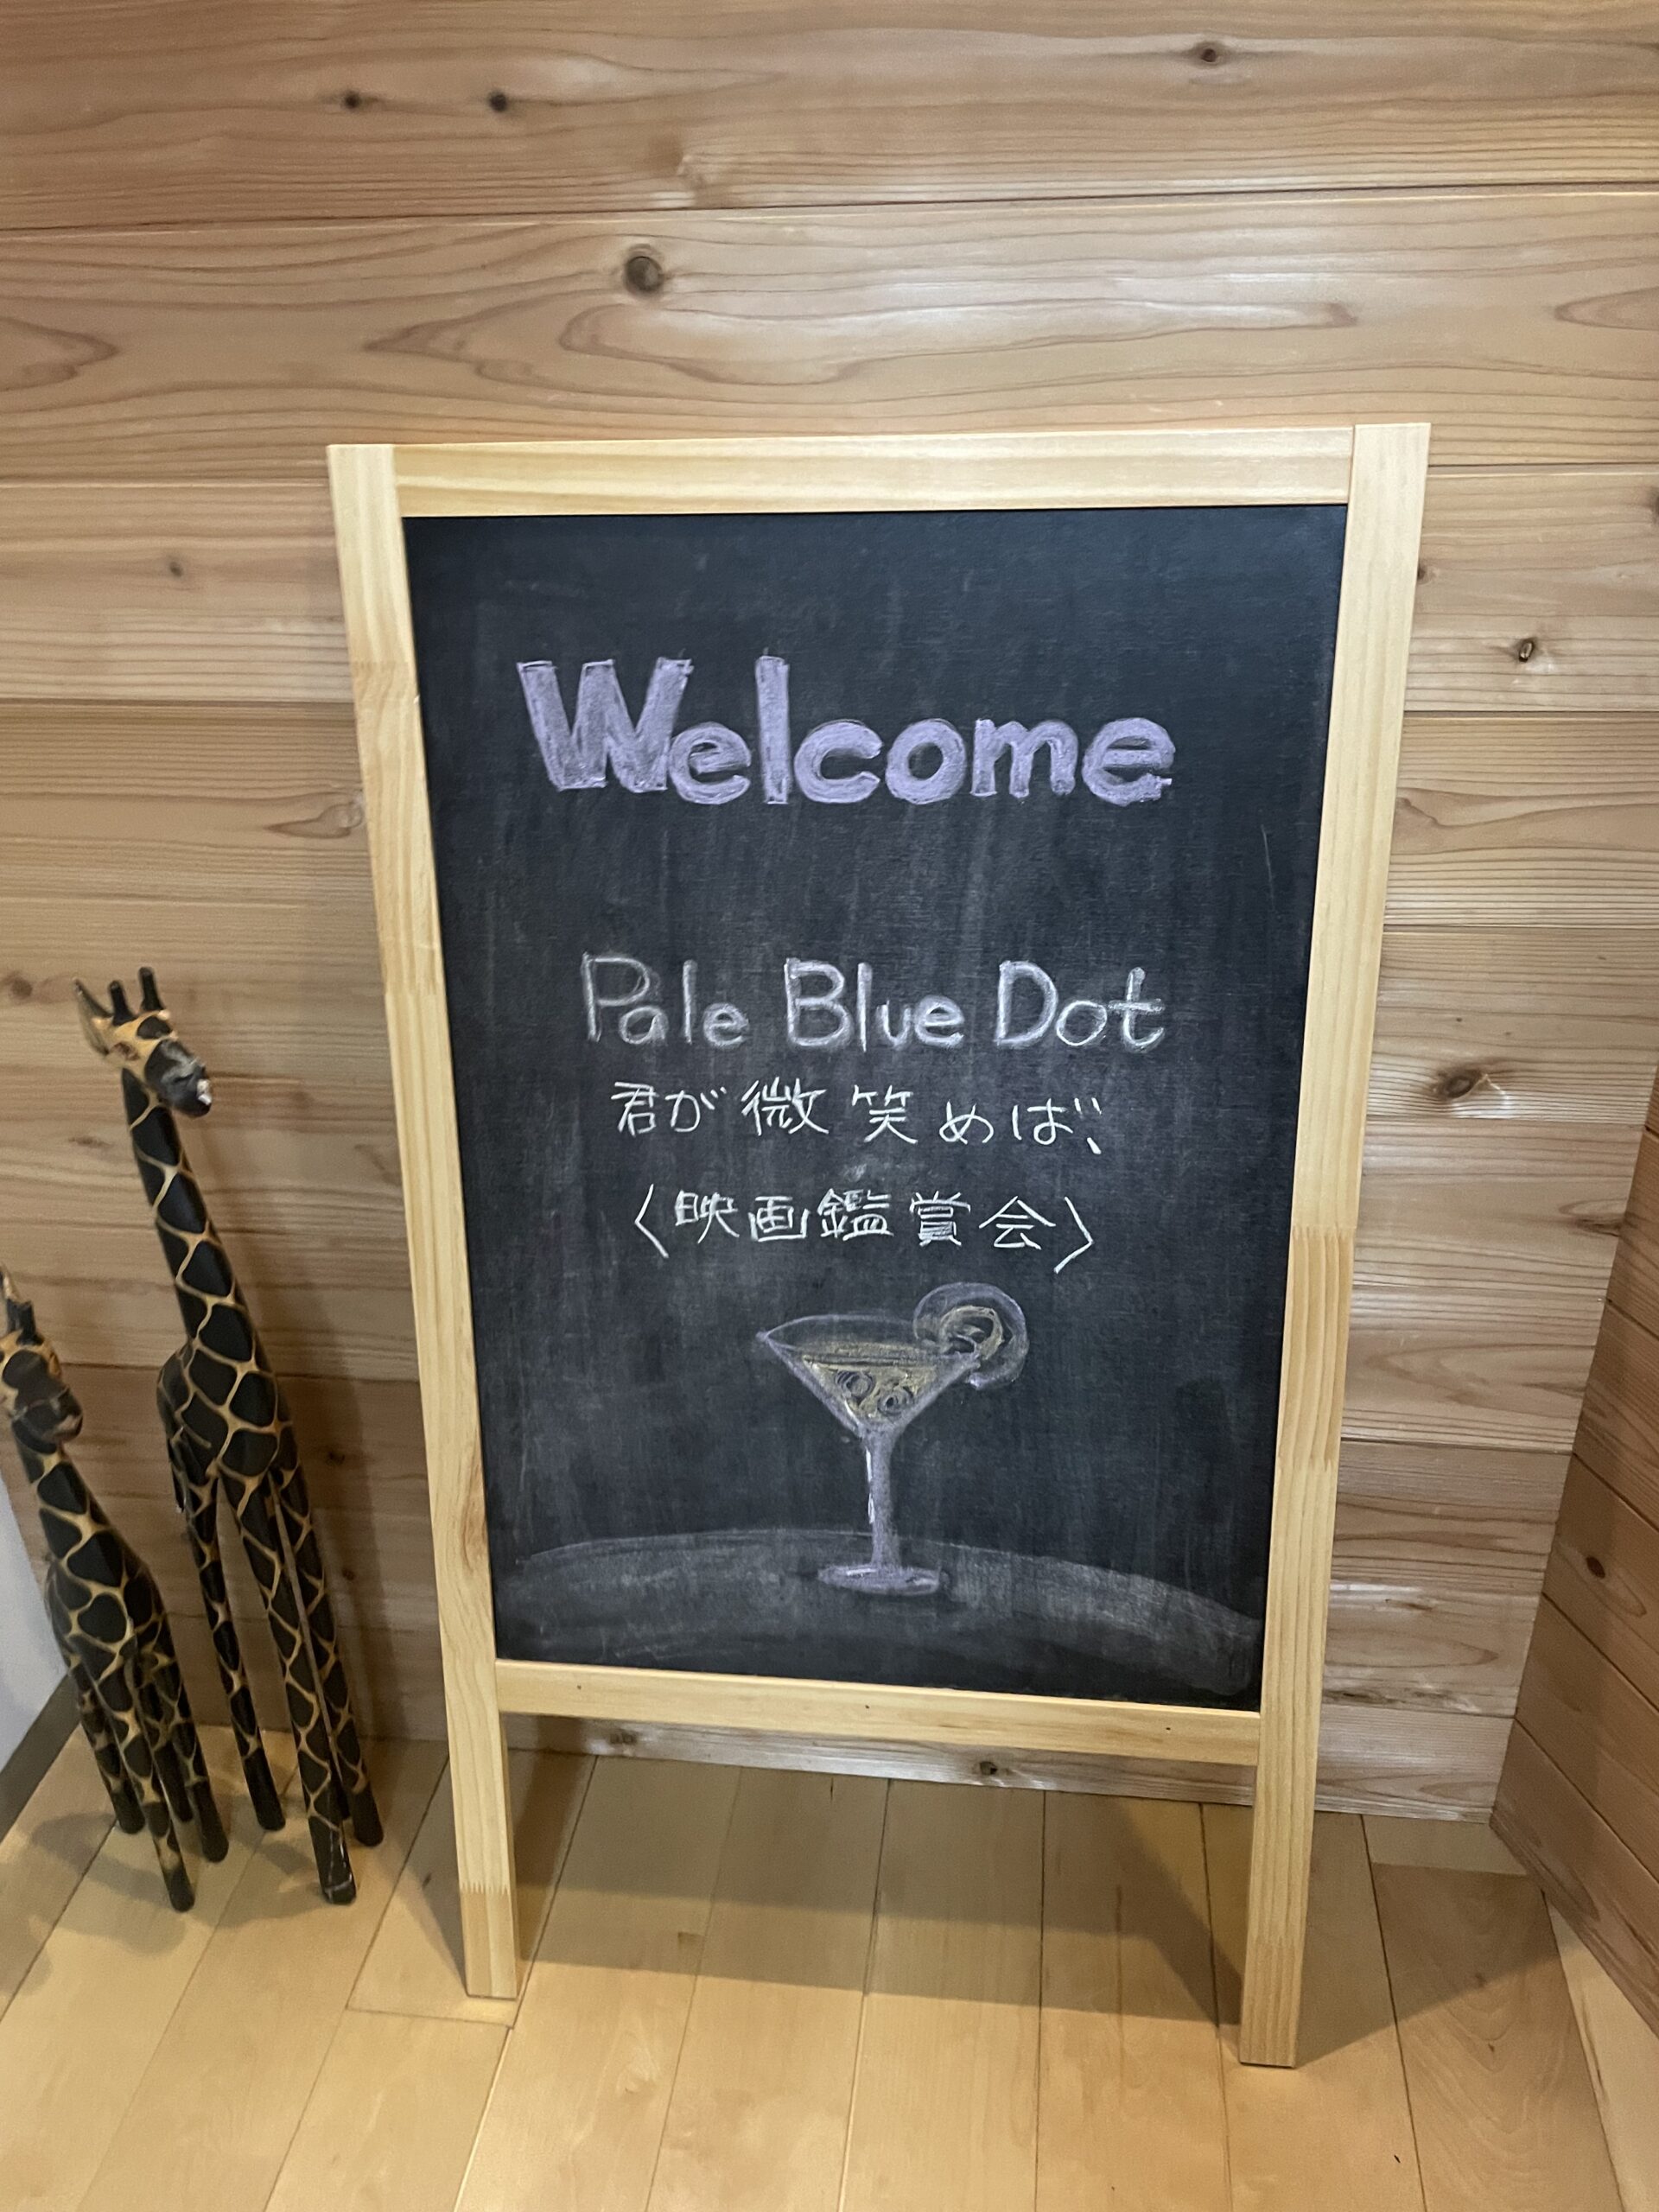 Welcome
Pale Blue Dot
君が微笑めば、
〈映画鑑賞会〉